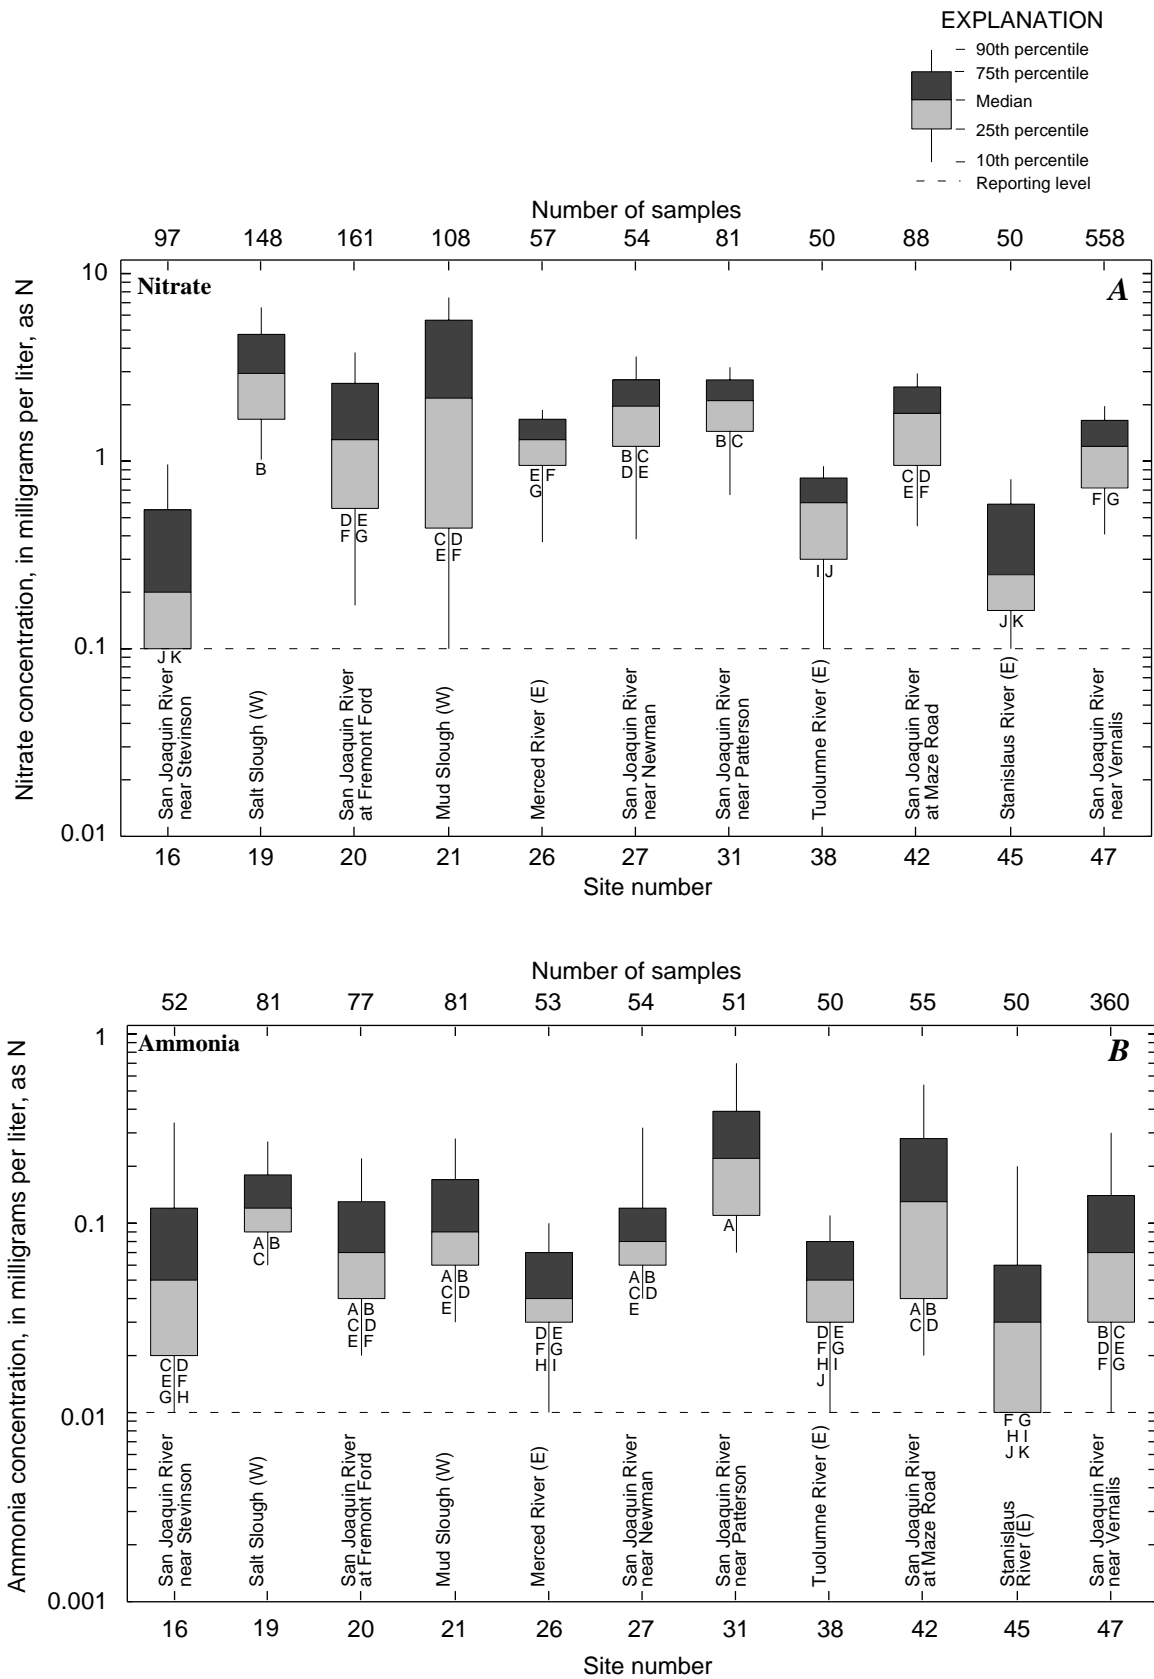 EXPLANATION
90th percentile
75th percentile
Median
25th percentile
10th percentile
Reporting level
Number of samples
97 148 161 108 57 54 81 50 88 50 558
Nitrate concentration, in milligrams per liter, as N
10
1
0.1
0.01
Nitrate
A
J K
B
D E
F G
C D
E F
E F
G
B C
D E
B C
I J
C D
E F
J K
F G
San Joaquin River
near Stevinson
Salt Slough (W)
San Joaquin River
at Fremont Ford
Mud Slough (W)
Merced River (E)
San Joaquin River
near Newman
San Joaquin River
near Patterson
Tuolumne River (E)
San Joaquin River
at Maze Road
Stanislaus River (E)
San Joaquin River
near Vernalis
16 19 20 21 26 27 31 38 42 45 47
Site number
Number of samples
52 81 77 81 53 54 51 50 55 50 360
Ammonia concentration, in milligrams per liter, as N
1
0.1
0.01
0.001
Ammonia
B
C D
E F
G H
A B
C
A B
C D
E F
A B
C D
E
D E
F G
H I
A B
C D
E
A
D E
F G
H I
J
A B
C D
F G
H I
J K
B C
D E
F G
San Joaquin River
near Stevinson
Salt Slough (W)
San Joaquin River
at Fremont Ford
Mud Slough (W)
Merced River (E)
San Joaquin River
near Newman
San Joaquin River
near Patterson
Tuolumne River (E)
San Joaquin River
at Maze Road
Stanislaus
River (E)
San Joaquin River
near Vernalis
16 19 20 21 26 27 31 38 42 45 47
Site number